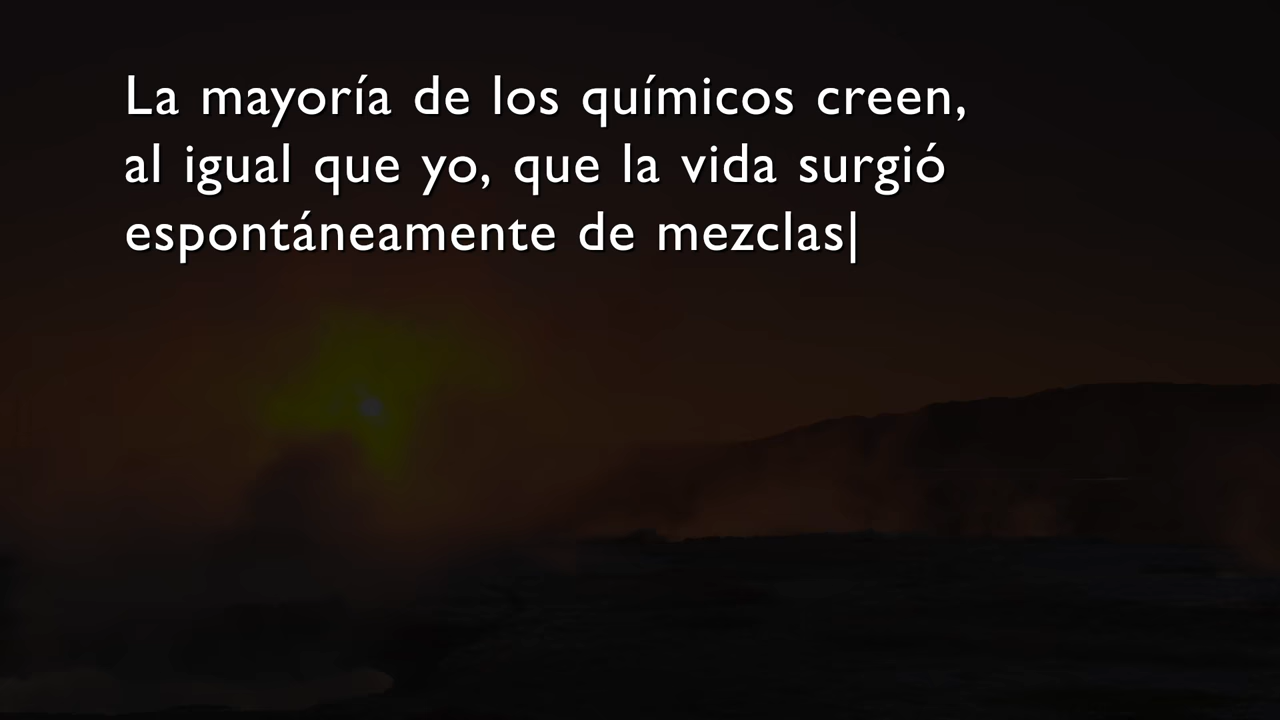 La mayoría de los químicos creen,
al igual que yo, que la vida surgió
espontáneamente de mezclas|